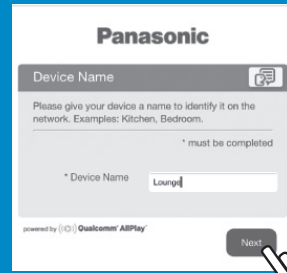 Panasonic
Device Name
Please give your device a name to identify it on the
network. Examples: Kitchen, Bedroom.
* must be completed
* Device Name
Lounge
powered by Qualcomm® AllPlay™
Next